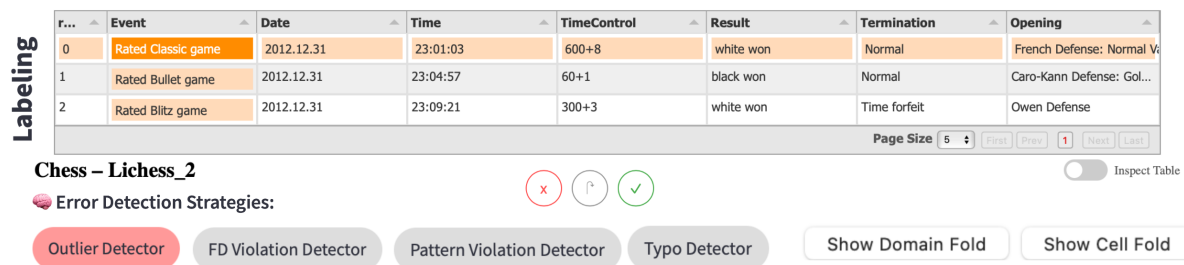 Labeling
r... Event Date Time TimeControl Result Termination Opening
0 Rated Classic game 2012.12.31 23:01:03 600+8 white won Normal French Defense: Normal Va
1 Rated Bullet game 2012.12.31 23:04:57 60+1 black won Normal Caro-Kann Defense: Gol...
2 Rated Blitz game 2012.12.31 23:09:21 300+3 white won Time forfeit Owen Defense
Page Size 5 First Prev 1 Next Last
Chess – Lichess_2
x ✓ Inspect Table
🧠 Error Detection Strategies:
Outlier Detector FD Violation Detector Pattern Violation Detector Typo Detector Show Domain Fold Show Cell Fold